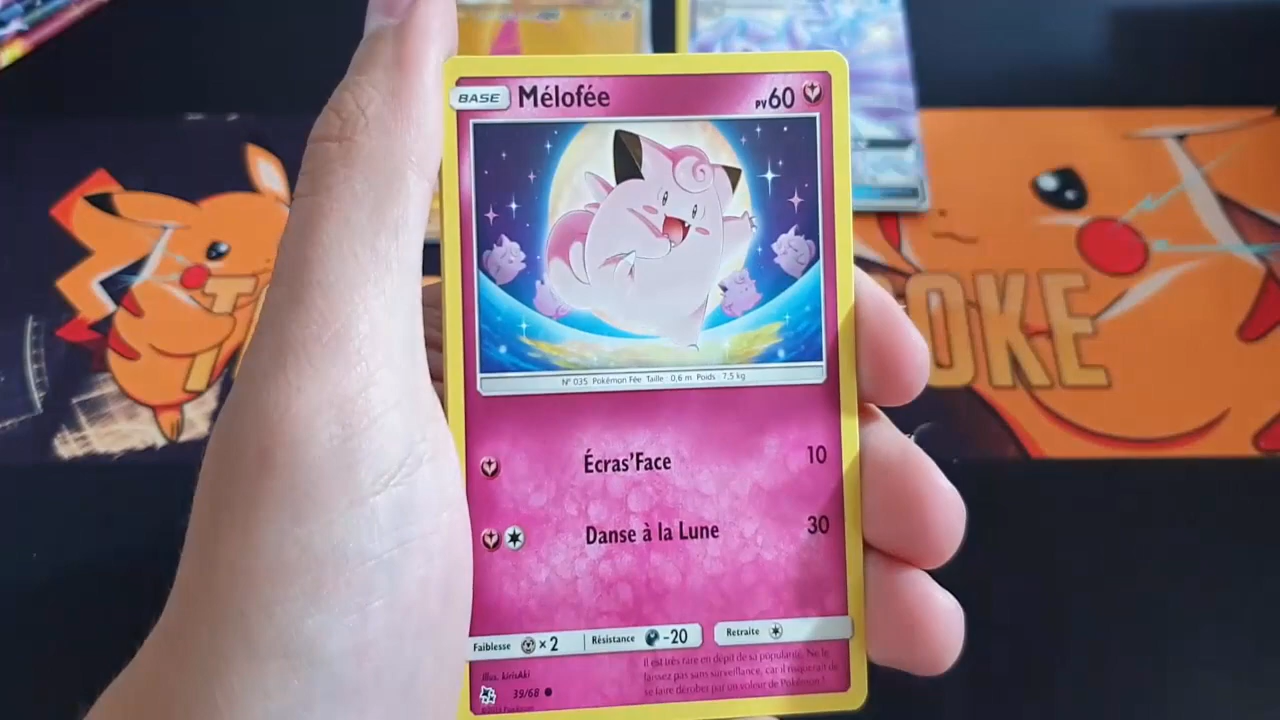 BASE Mélofée PV60
N° 035 Pokémon Fée Taille : 0,6 m Poids : 7,5 kg
Écras'Face 10
Danse à la Lune 30
Faiblesse ×2 Résistance -20 Retraite
Illus. kirisAki
39/68
Il est très rare en dépit de sa popularité. Ne le
laissez pas sans surveillance, car il risquerait de
se faire dérober par un voleur de Pokémon !
OKE
T
I